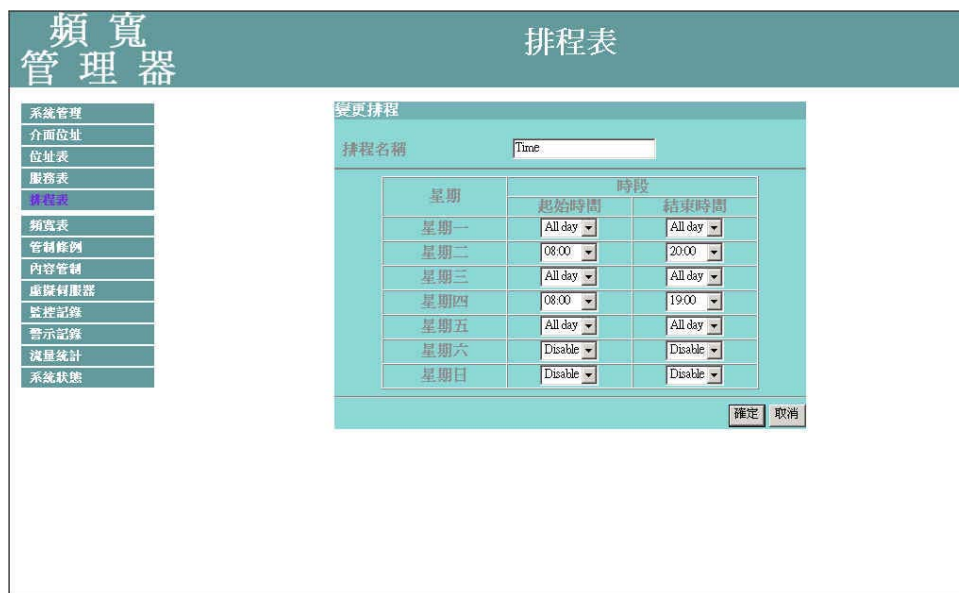 頻 寬
管 理 器
排程表
系統管理
介面位址
位址表
服務表
排程表
頻寬表
管制條例
內容管制
虛擬伺服器
監控記錄
警示記錄
流量統計
系統狀態
變更排程
排程名稱 Time
星期 時段
起始時間 結束時間
星期一 All day All day
星期二 08:00 20:00
星期三 All day All day
星期四 08:00 19:00
星期五 All day All day
星期六 Disable Disable
星期日 Disable Disable
確定 取消